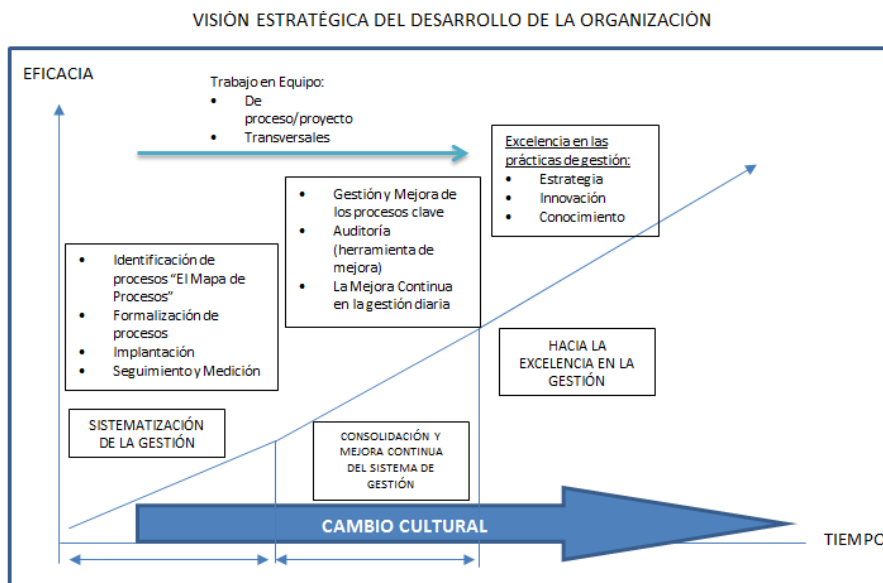 VISIÓN ESTRATÉGICA DEL DESARROLLO DE LA ORGANIZACIÓN
EFICACIA
Trabajo en Equipo:
• De
proceso/proyecto
• Transversales
Excelencia en las
prácticas de gestión:
• Estrategia
• Innovación
• Conocimiento
• Gestión y Mejora de
los procesos clave
• Auditoría
(herramienta de
mejora)
• La Mejora Continua
en la gestión diaria
• Identificación de
procesos “El Mapa de
Procesos”
• Formalización de
procesos
• Implantación
• Seguimiento y Medición
HACIA LA
EXCELENCIA EN LA
GESTIÓN
SISTEMATIZACIÓN
DE LA GESTIÓN
CONSOLIDACIÓN Y
MEJORA CONTINUA
DEL SISTEMA DE
GESTIÓN
CAMBIO CULTURAL
TIEMPO